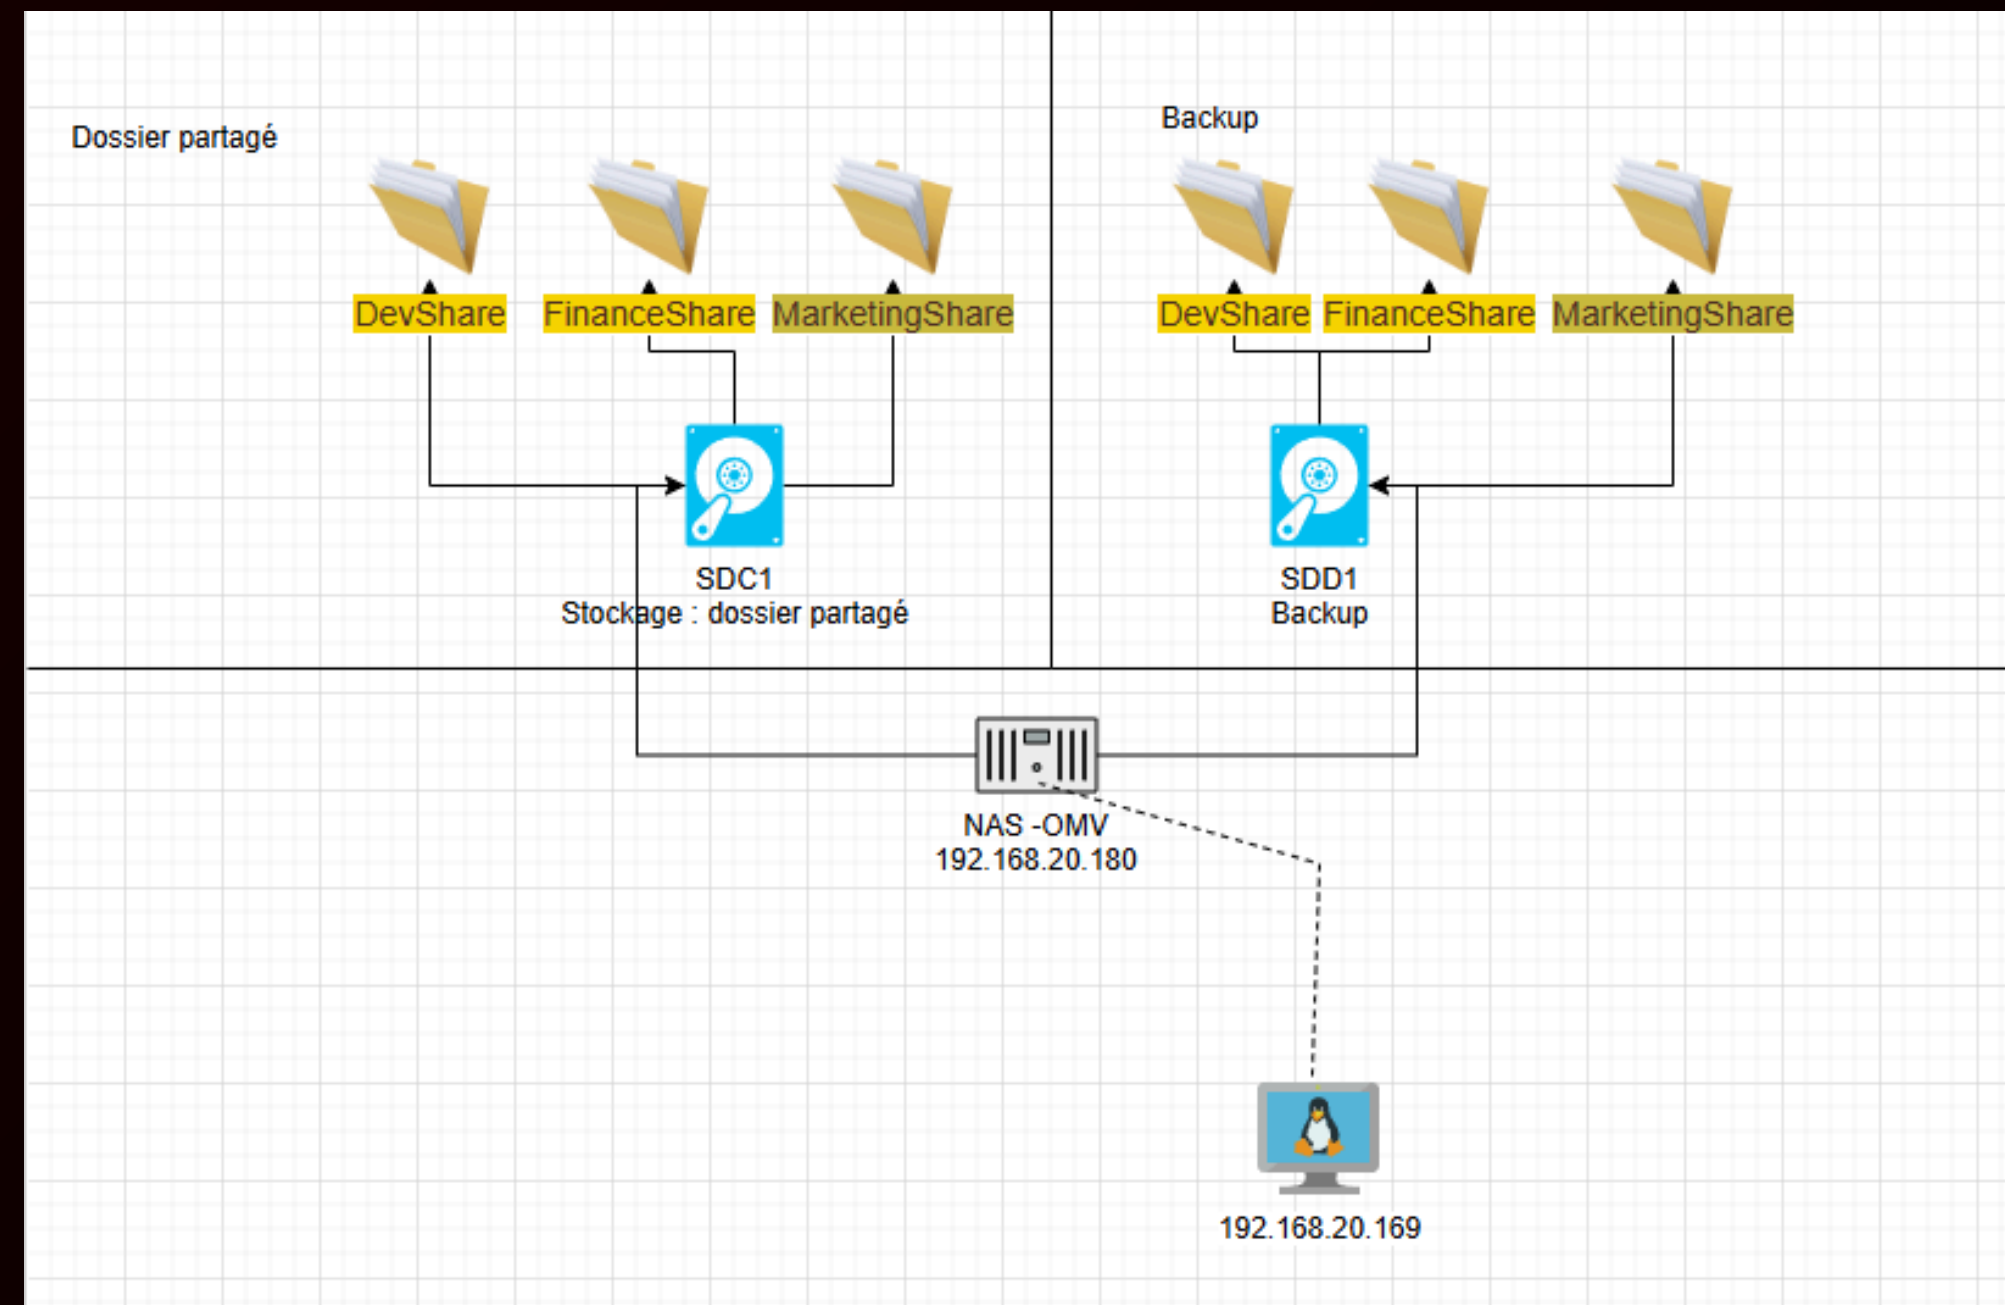 Dossier partagé
Backup
DevShare
FinanceShare
MarketingShare
DevShare
FinanceShare
MarketingShare
SDC1
Stockage : dossier partagé
SDD1
Backup
NAS -OMV
192.168.20.180
192.168.20.169